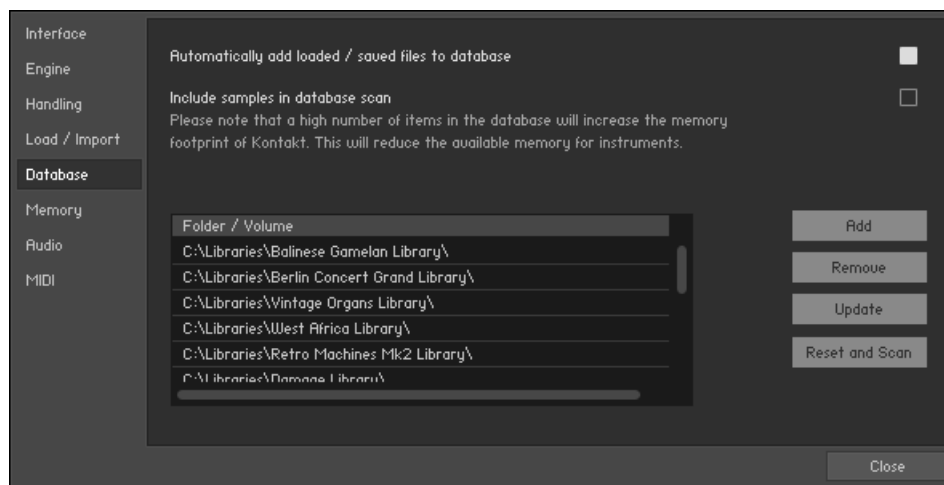 Interface
Engine
Handling
Load / Import
Database
Memory
Audio
MIDI
Automatically add loaded / saved files to database
Include samples in database scan
Please note that a high number of items in the database will increase the memory
footprint of Kontakt. This will reduce the available memory for instruments.
Folder / Volume
C:\Libraries\Balinese Gamelan Library\
C:\Libraries\Berlin Concert Grand Library\
C:\Libraries\Vintage Organs Library\
C:\Libraries\West Africa Library\
C:\Libraries\Retro Machines Mk2 Library\
C:\Libraries\Damage Library\
Add
Remove
Update
Reset and Scan
Close